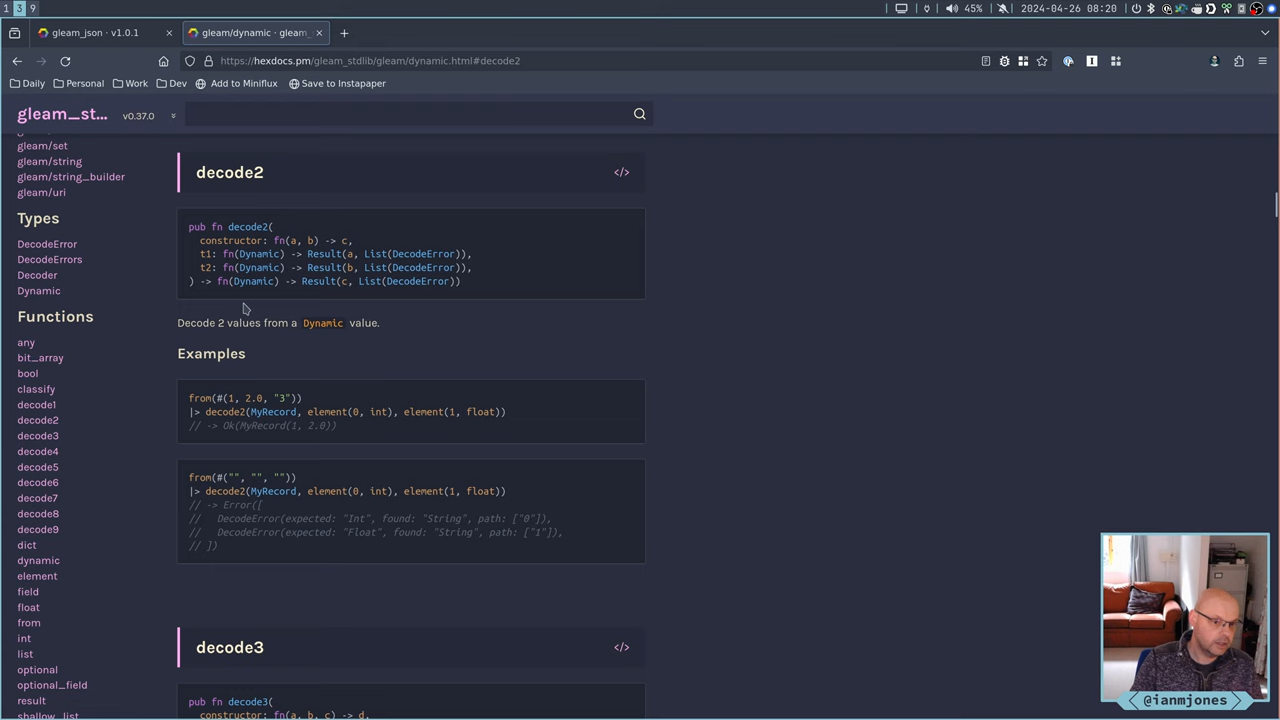 1 3 9
45%
2024-04-26 08:20
gleam_json · v1.0.1
gleam/dynamic · gleam_
https://hexdocs.pm/gleam_stdlib/gleam/dynamic.html#decode2
Daily
Personal
Work
Dev
Add to Miniflux
Save to Instapaper
gleam_st...
v0.37.0
gleam/set
gleam/string
gleam/string_builder
gleam/uri
Types
DecodeError
DecodeErrors
Decoder
Dynamic
Functions
any
bit_array
bool
classify
decode1
decode2
decode3
decode4
decode5
decode6
decode7
decode8
decode9
dict
dynamic
element
field
float
from
int
list
optional
optional_field
result
shallow_list
decode2
</>
pub fn decode2(
  constructor: fn(a, b) -> c,
  t1: fn(Dynamic) -> Result(a, List(DecodeError)),
  t2: fn(Dynamic) -> Result(b, List(DecodeError)),
) -> fn(Dynamic) -> Result(c, List(DecodeError))
Decode 2 values from a Dynamic value.
Examples
from(#(1, 2.0, "3"))
|> decode2(MyRecord, element(0, int), element(1, float))
// -> Ok(MyRecord(1, 2.0))
from(#("", "", ""))
|> decode2(MyRecord, element(0, int), element(1, float))
// -> Error([
//   DecodeError(expected: "Int", found: "String", path: ["0"]),
//   DecodeError(expected: "Float", found: "String", path: ["1"]),
// ])
decode3
</>
pub fn decode3(
  constructor: fn(a, b, c) -> d,
@ianmjones